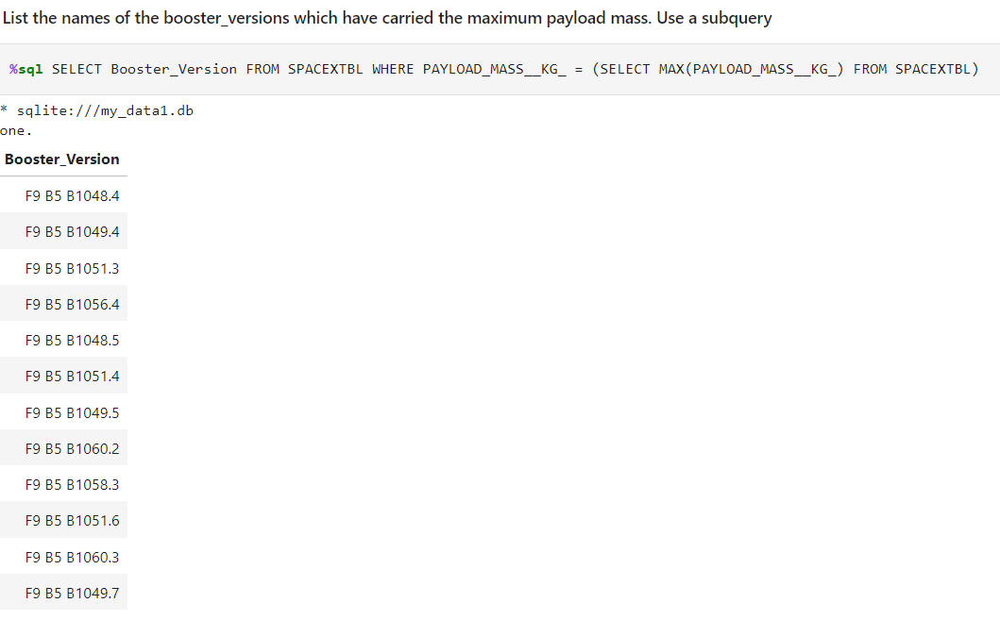 List the names of the booster_versions which have carried the maximum payload mass. Use a subquery
%sql SELECT Booster_Version FROM SPACEXTBL WHERE PAYLOAD_MASS__KG_ = (SELECT MAX(PAYLOAD_MASS__KG_) FROM SPACEXTBL)
* sqlite:///my_data1.db
one.
Booster_Version
F9 B5 B1048.4
F9 B5 B1049.4
F9 B5 B1051.3
F9 B5 B1056.4
F9 B5 B1048.5
F9 B5 B1051.4
F9 B5 B1049.5
F9 B5 B1060.2
F9 B5 B1058.3
F9 B5 B1051.6
F9 B5 B1060.3
F9 B5 B1049.7